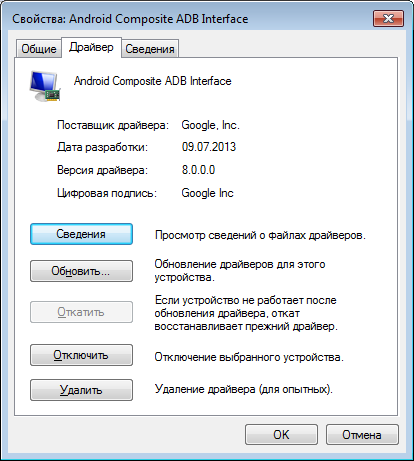 Свойства: Android Composite ADB Interface
Общие Драйвер Сведения
Android Composite ADB Interface
Поставщик драйвера: Google, Inc.
Дата разработки: 09.07.2013
Версия драйвера: 8.0.0.0
Цифровая подпись: Google Inc
Сведения Просмотр сведений о файлах драйверов.
Обновить... Обновление драйверов для этого
устройства.
Откатить Если устройство не работает после
обновления драйвера, откат
восстанавливает прежний драйвер.
Отключить Отключение выбранного устройства.
Удалить Удаление драйвера (для опытных).
OK Отмена